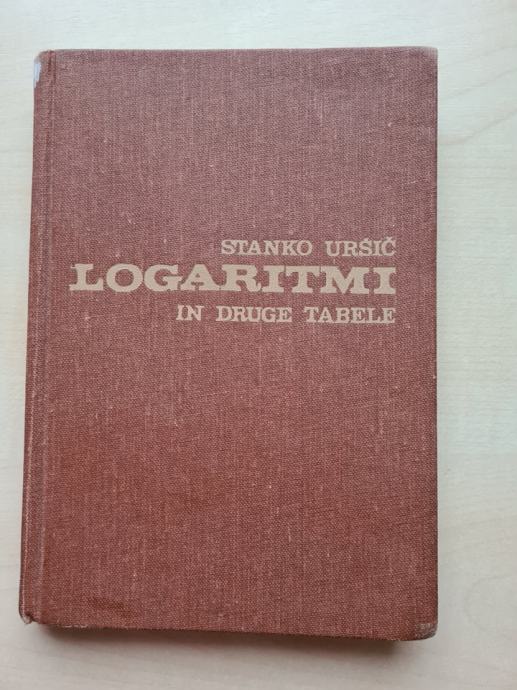 STANKO URŠIČ
LOGARITMI
IN DRUGE TABELE